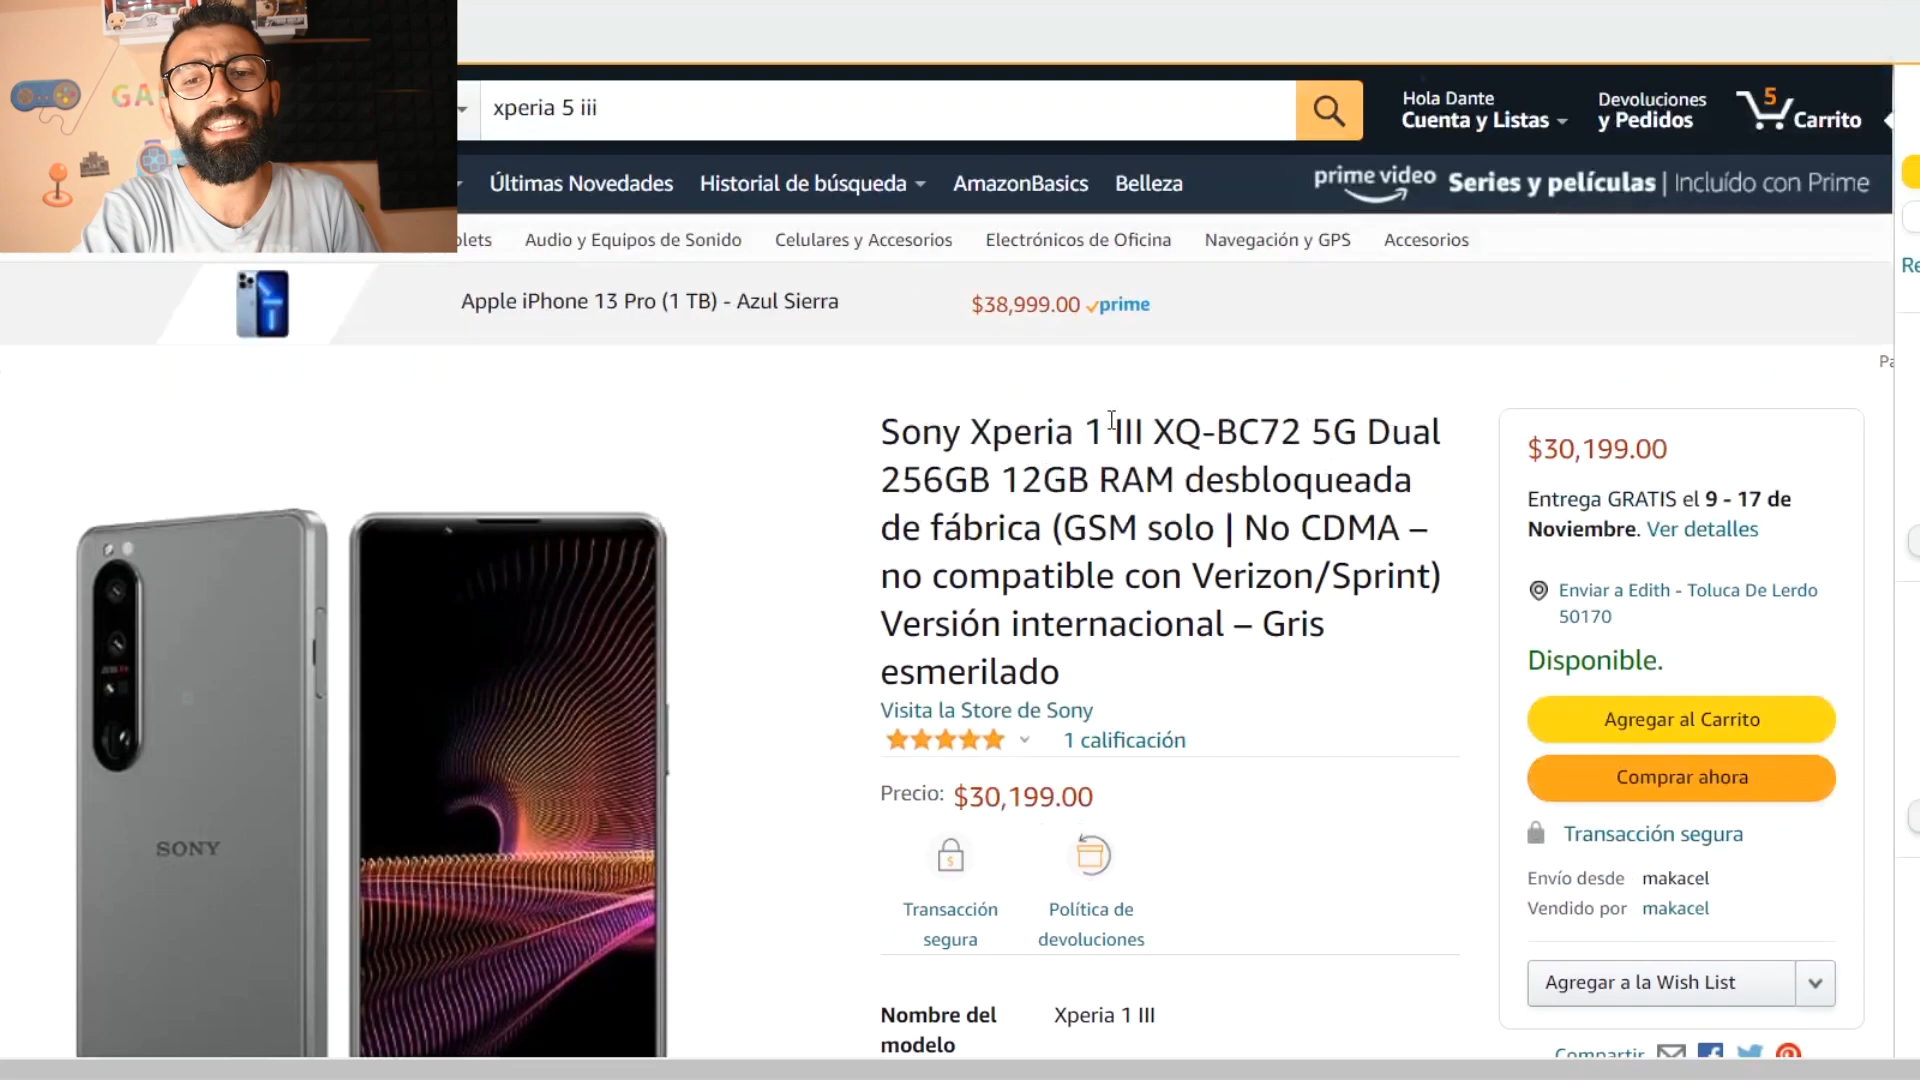 GA
xperia 5 iii
Hola Dante
Cuenta y Listas
Devoluciones
y Pedidos
5
Carrito
Últimas Novedades
Historial de búsqueda
AmazonBasics
Belleza
prime video
Series y películas | Incluído con Prime
blets
Audio y Equipos de Sonido
Celulares y Accesorios
Electrónicos de Oficina
Navegación y GPS
Accesorios
Re
Apple iPhone 13 Pro (1 TB) - Azul Sierra
$38,999.00
prime
Pa
Sony Xperia 1 III XQ-BC72 5G Dual
256GB 12GB RAM desbloqueada
de fábrica (GSM solo | No CDMA –
no compatible con Verizon/Sprint)
Versión internacional – Gris
esmerilado
Visita la Store de Sony
1 calificación
Precio: $30,199.00
Transacción
segura
Política de
devoluciones
Nombre del
modelo
Xperia 1 III
SONY
$30,199.00
Entrega GRATIS el 9 - 17 de
Noviembre. Ver detalles
Enviar a Edith - Toluca De Lerdo
50170
Disponible.
Agregar al Carrito
Comprar ahora
Transacción segura
Envío desde makacel
Vendido por makacel
Agregar a la Wish List
Compartir